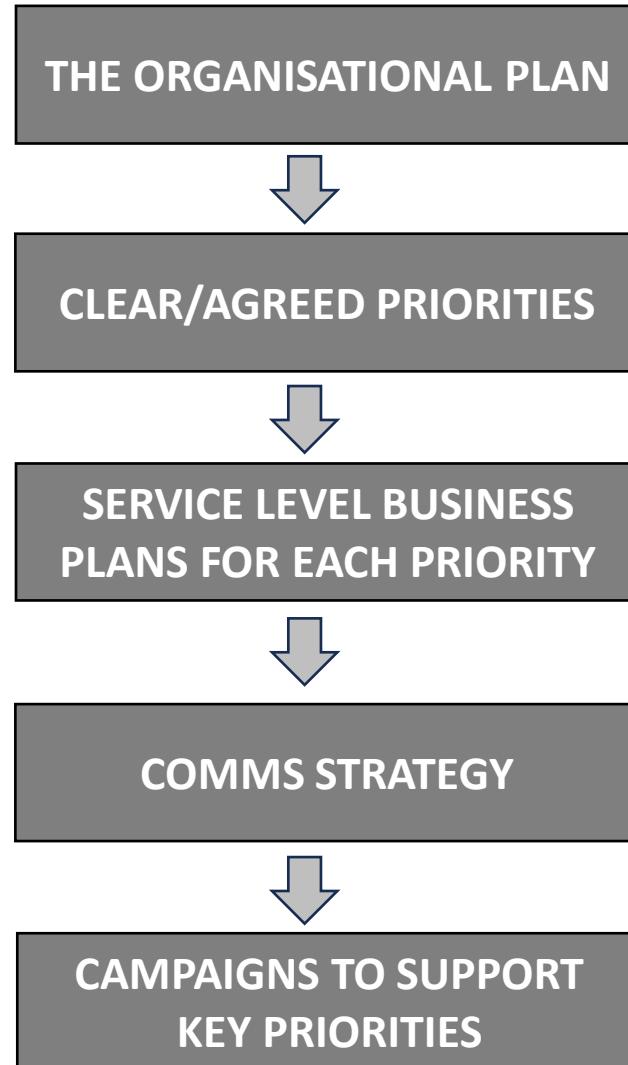 THE ORGANISATIONAL PLAN
CLEAR/AGREED PRIORITIES
SERVICE LEVEL BUSINESS
PLANS FOR EACH PRIORITY
COMMS STRATEGY
CAMPAIGNS TO SUPPORT
KEY PRIORITIES